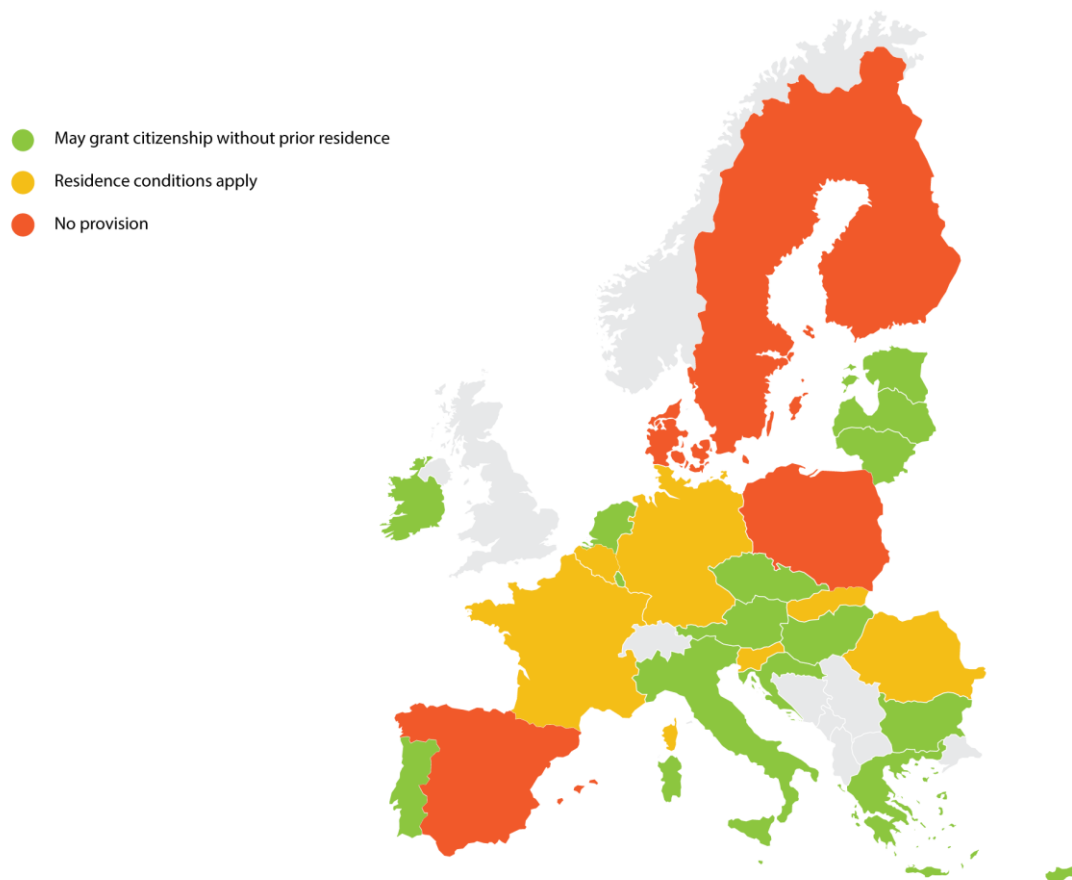 May grant citizenship without prior residence
Residence conditions apply
No provision